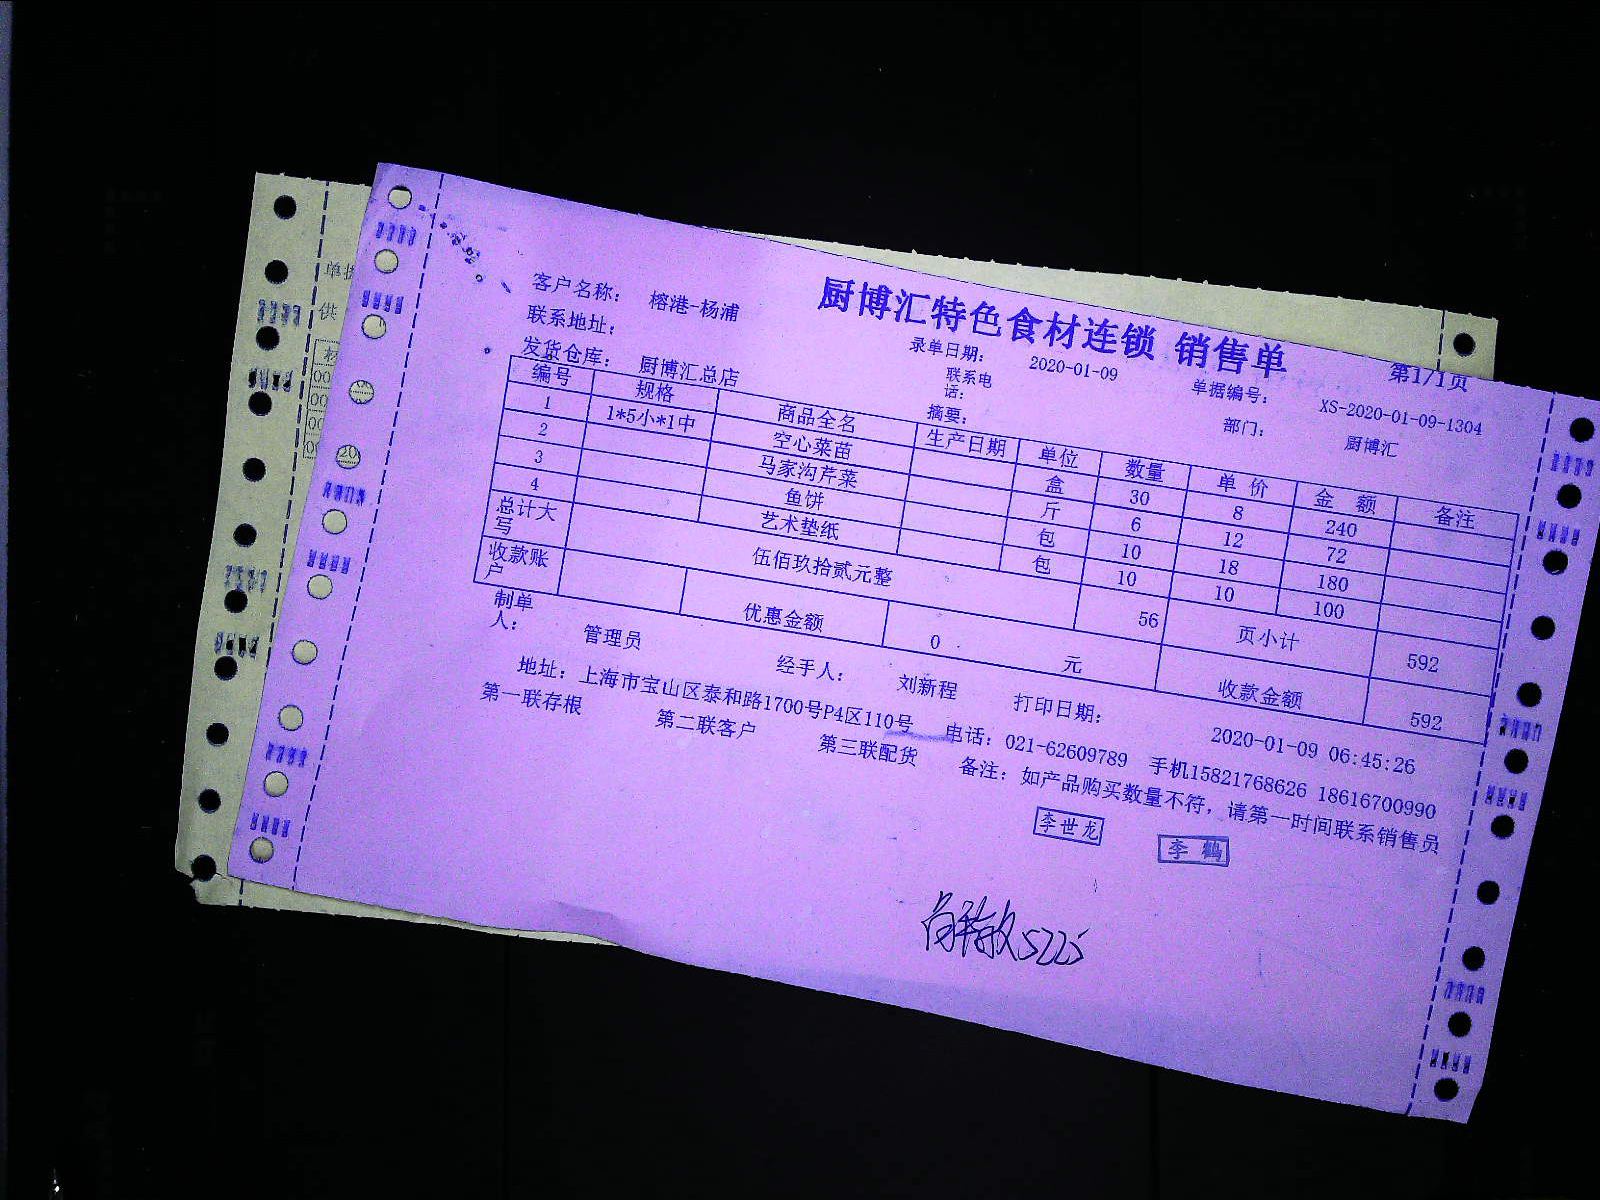 厨博汇特色食材连锁 销售单
第1/1页
客户名称： 榕港-杨浦 录单日期： 2020-01-09 单据编号： XS-2020-01-09-1304
联系地址： 联系电话： 部门： 厨博汇
发货仓库： 厨博汇总店 摘要：
编号 规格 商品全名 生产日期 单位 数量 单 价 金 额 备注
1 1*5小*1中 空心菜苗 盒 30 8 240
2 马家沟芹菜 斤 6 12 72
3 鱼饼 包 10 18 180
4 艺术垫纸 包 10 10 100
总计大写 伍佰玖拾贰元整 56 页小计 592
收款账户 优惠金额 0 元 收款金额 592
制单人： 管理员 经手人： 刘新程 打印日期： 2020-01-09 06:45:26
地址：上海市宝山区泰和路1700号P4区110号 电话：021-62609789 手机15821768626 18616700990
第一联存根 第二联客户 第三联配货 备注：如产品购买数量不符，请第一时间联系销售员
李世龙
李 鹤
5225
单据
供
材
00
00
00
00
20